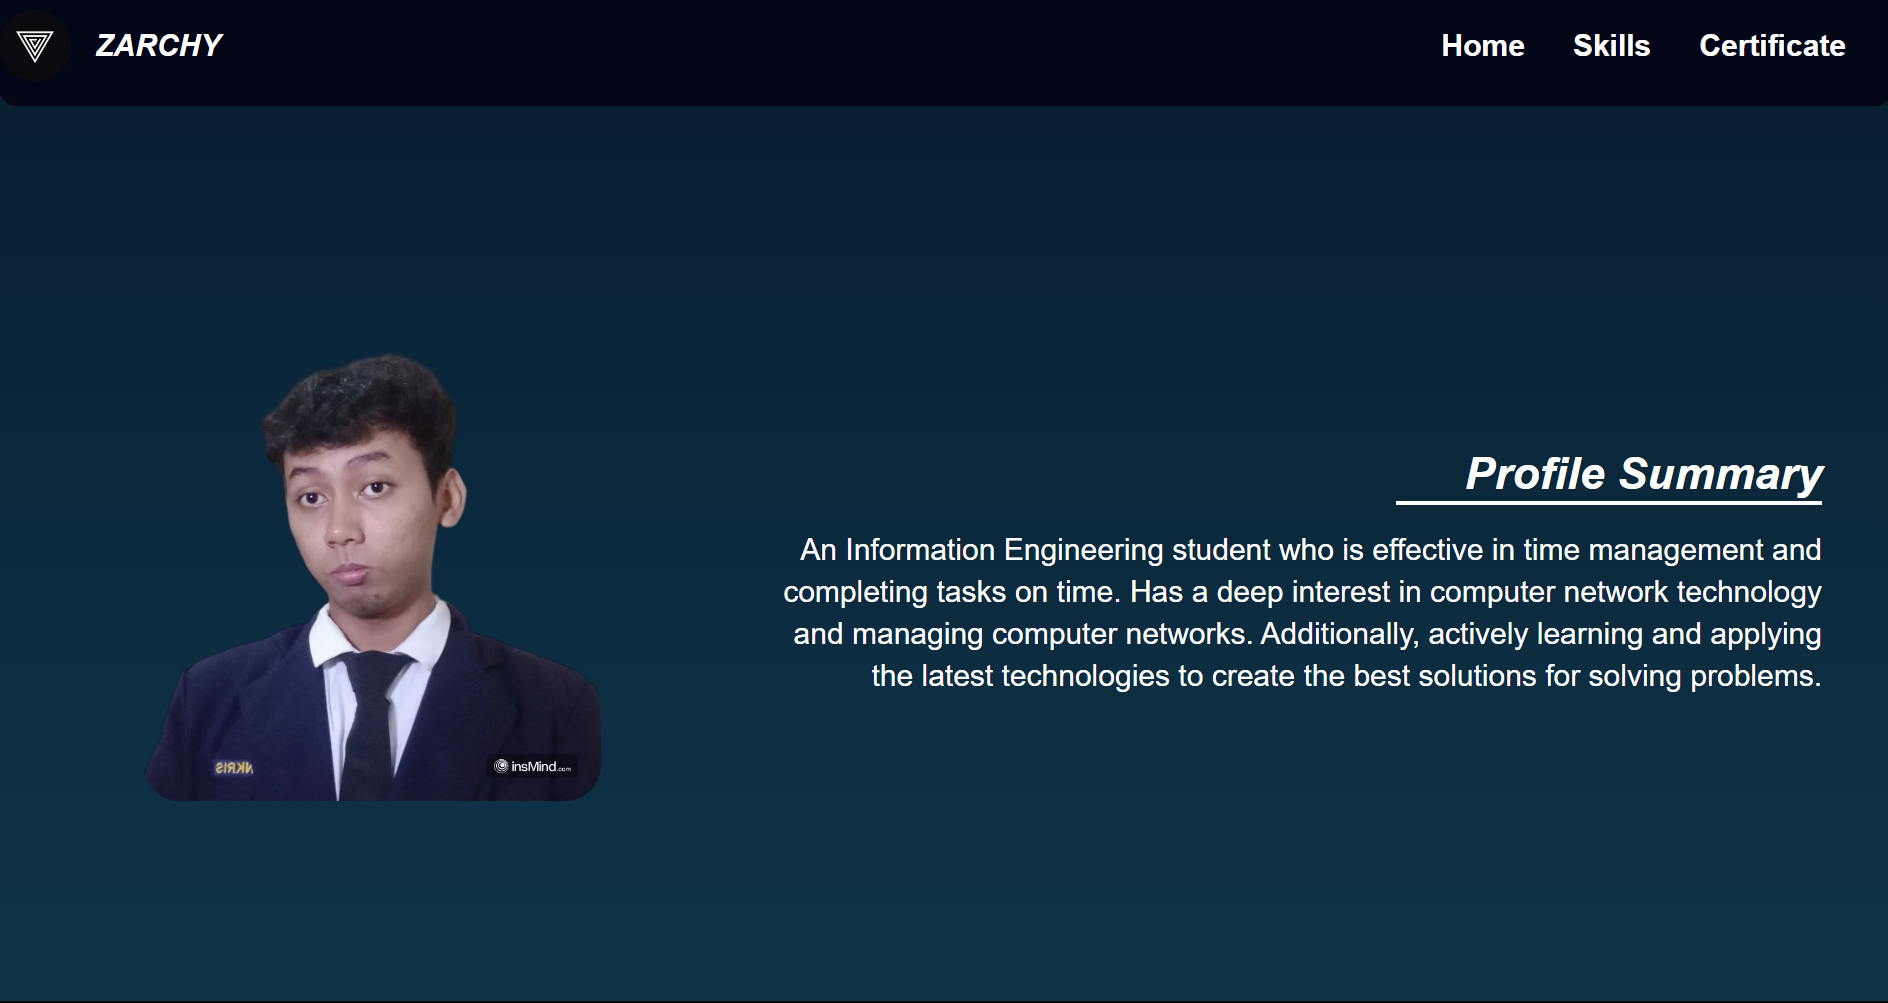 ZARCHY
Home Skills Certificate
Profile Summary
An Information Engineering student who is effective in time management and
completing tasks on time. Has a deep interest in computer network technology
and managing computer networks. Additionally, actively learning and applying
the latest technologies to create the best solutions for solving problems.
NKRIS
insMind.com